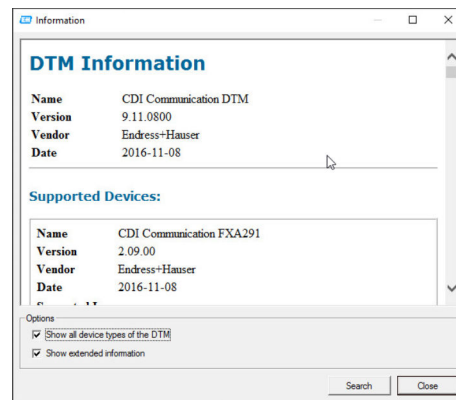 Information
DTM Information
Name CDI Communication DTM
Version 9.11.0800
Vendor Endress+Hauser
Date 2016-11-08
Supported Devices:
Name CDI Communication FXA291
Version 2.09.00
Vendor Endress+Hauser
Date 2016-11-08
Options
Show all device types of the DTM
Show extended information
Search Close